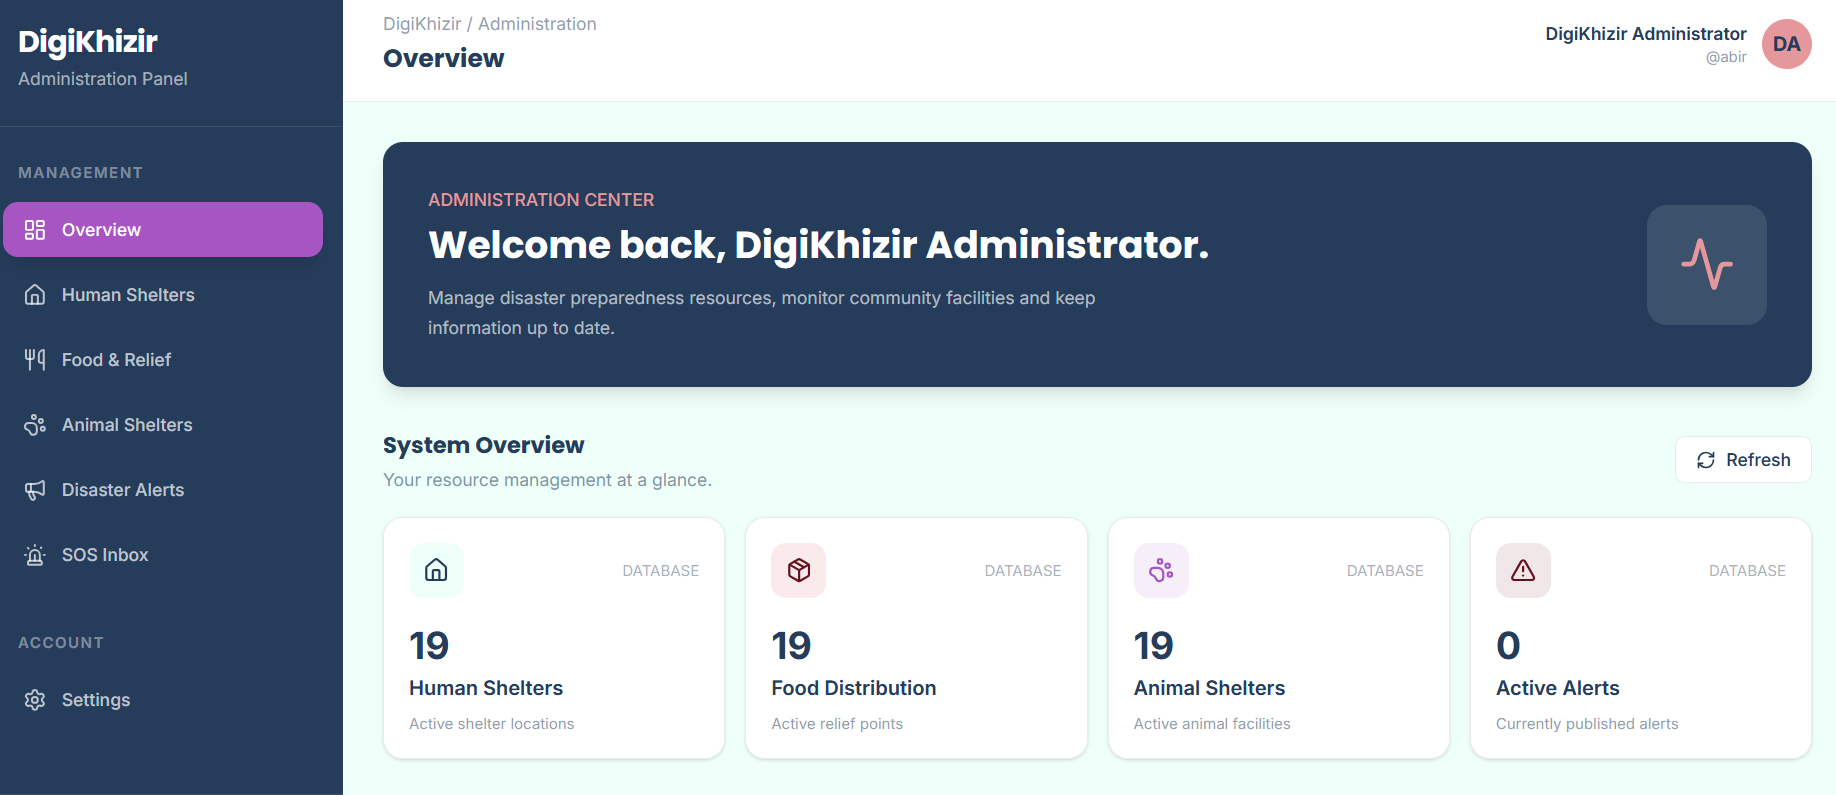 DigiKhizir
Administration Panel
MANAGEMENT
Overview
Human Shelters
Food & Relief
Animal Shelters
Disaster Alerts
SOS Inbox
ACCOUNT
Settings
DigiKhizir / Administration
Overview
DigiKhizir Administrator
@abir
DA
ADMINISTRATION CENTER
Welcome back, DigiKhizir Administrator.
Manage disaster preparedness resources, monitor community facilities and keep
information up to date.
System Overview
Your resource management at a glance.
Refresh
DATABASE
19
Human Shelters
Active shelter locations
DATABASE
19
Food Distribution
Active relief points
DATABASE
19
Animal Shelters
Active animal facilities
DATABASE
0
Active Alerts
Currently published alerts